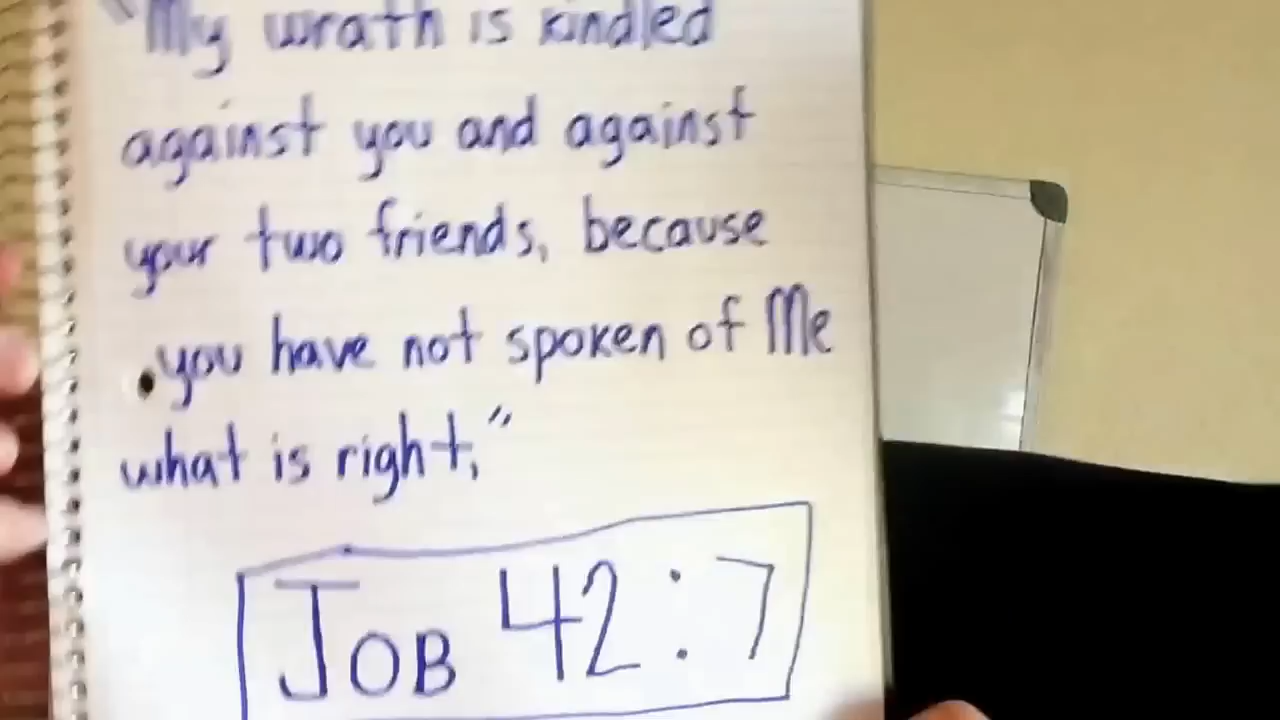 "My wrath is kindled
against you and against
your two friends, because
you have not spoken of Me
what is right,"
JOB 42:7